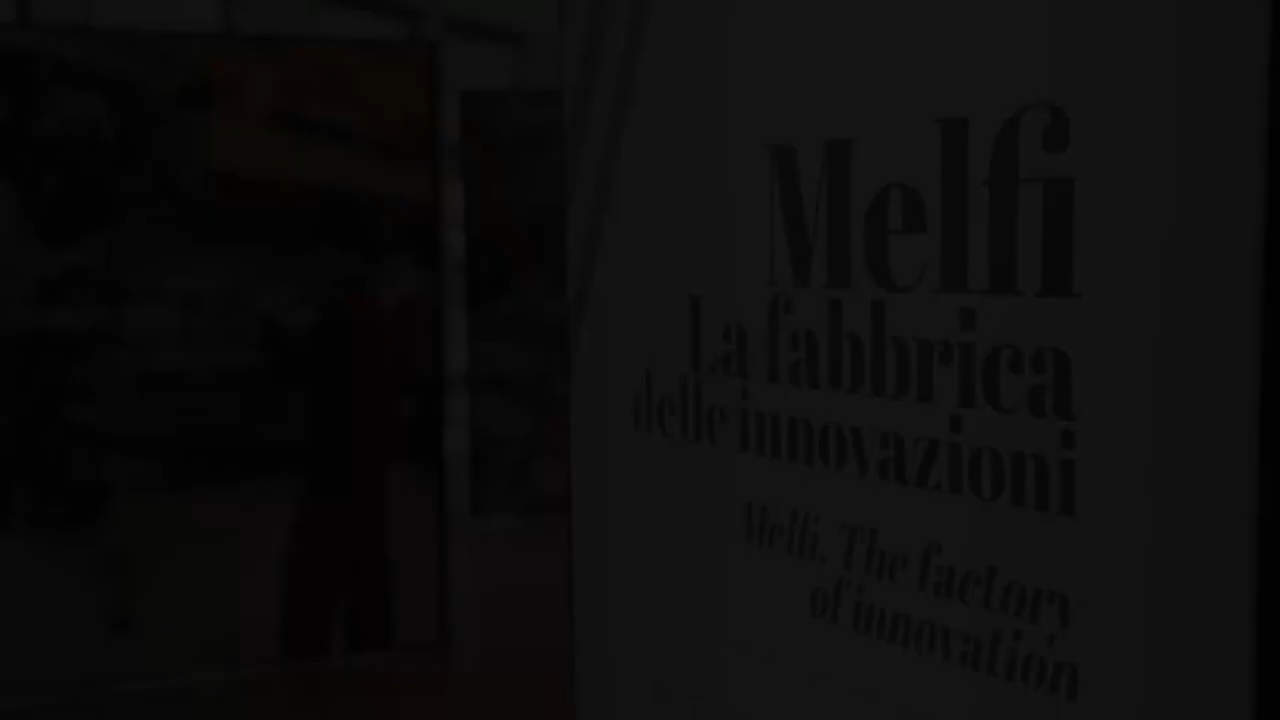 Melfi
La fabbrica
delle innovazioni
Melfi. The factory
of innovation